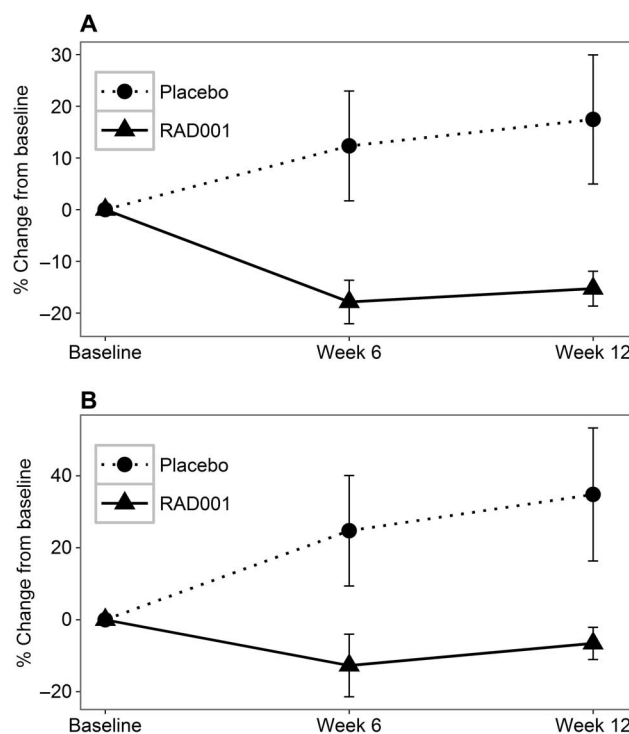 A
% Change from baseline
30
20
10
0
−10
−20
Placebo
RAD001
Baseline Week 6 Week 12
B
% Change from baseline
40
20
0
−20
Placebo
RAD001
Baseline Week 6 Week 12